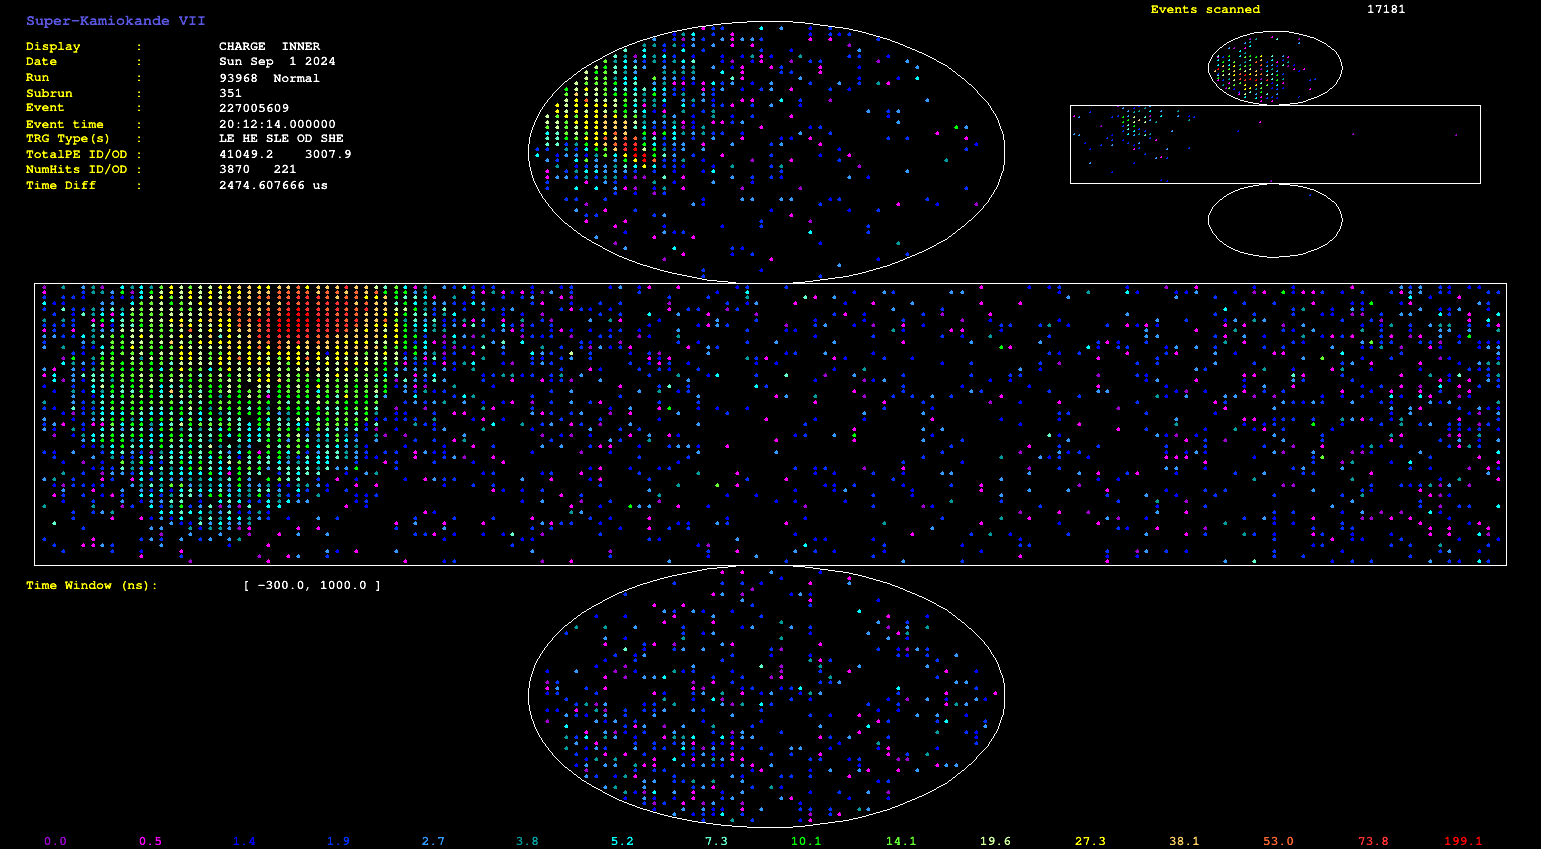 Super-Kamiokande VII
Events scanned 17181
Display : CHARGE INNER
Date : Sun Sep 1 2024
Run : 93968 Normal
Subrun : 351
Event : 227005609
Event time : 20:12:14.000000
TRG Type(s) : LE HE SLE OD SHE
TotalPE ID/OD : 41049.2 3007.9
NumHits ID/OD : 3870 221
Time Diff : 2474.607666 us
Time Window (ns): [ -300.0, 1000.0 ]
0.0 0.5 1.4 1.9 2.7 3.8 5.2 7.3 10.1 14.1 19.6 27.3 38.1 53.0 73.8 199.1